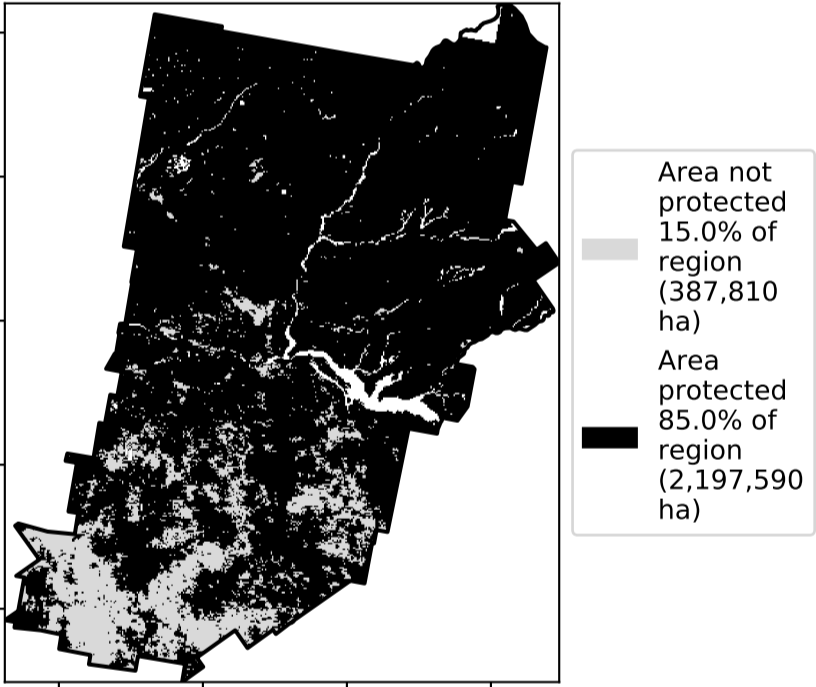 Area not
protected
15.0% of
region
(387,810
ha)
Area
protected
85.0% of
region
(2,197,590
ha)